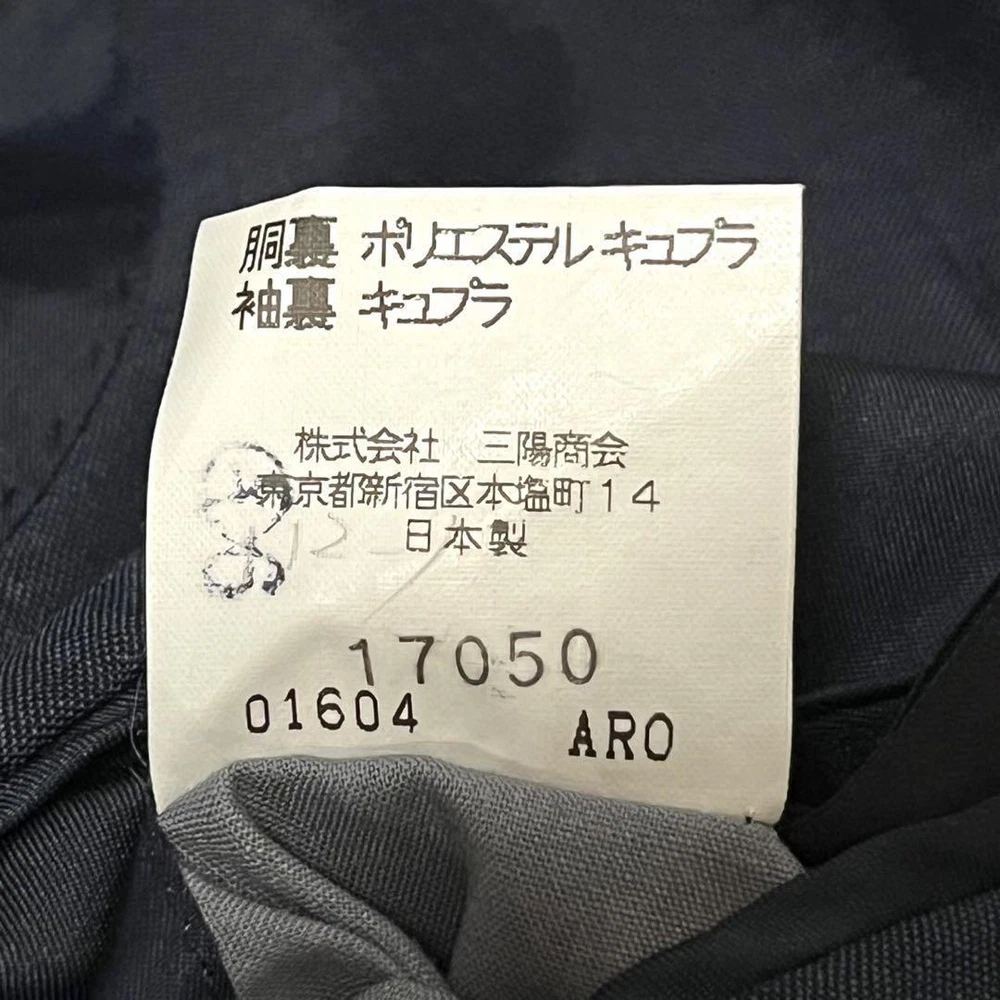 胴裏 ポリエステル キュプラ
袖裏 キュプラ
株式会社 三陽商会
東京都新宿区本塩町14
日本製
17050
01604 ARO